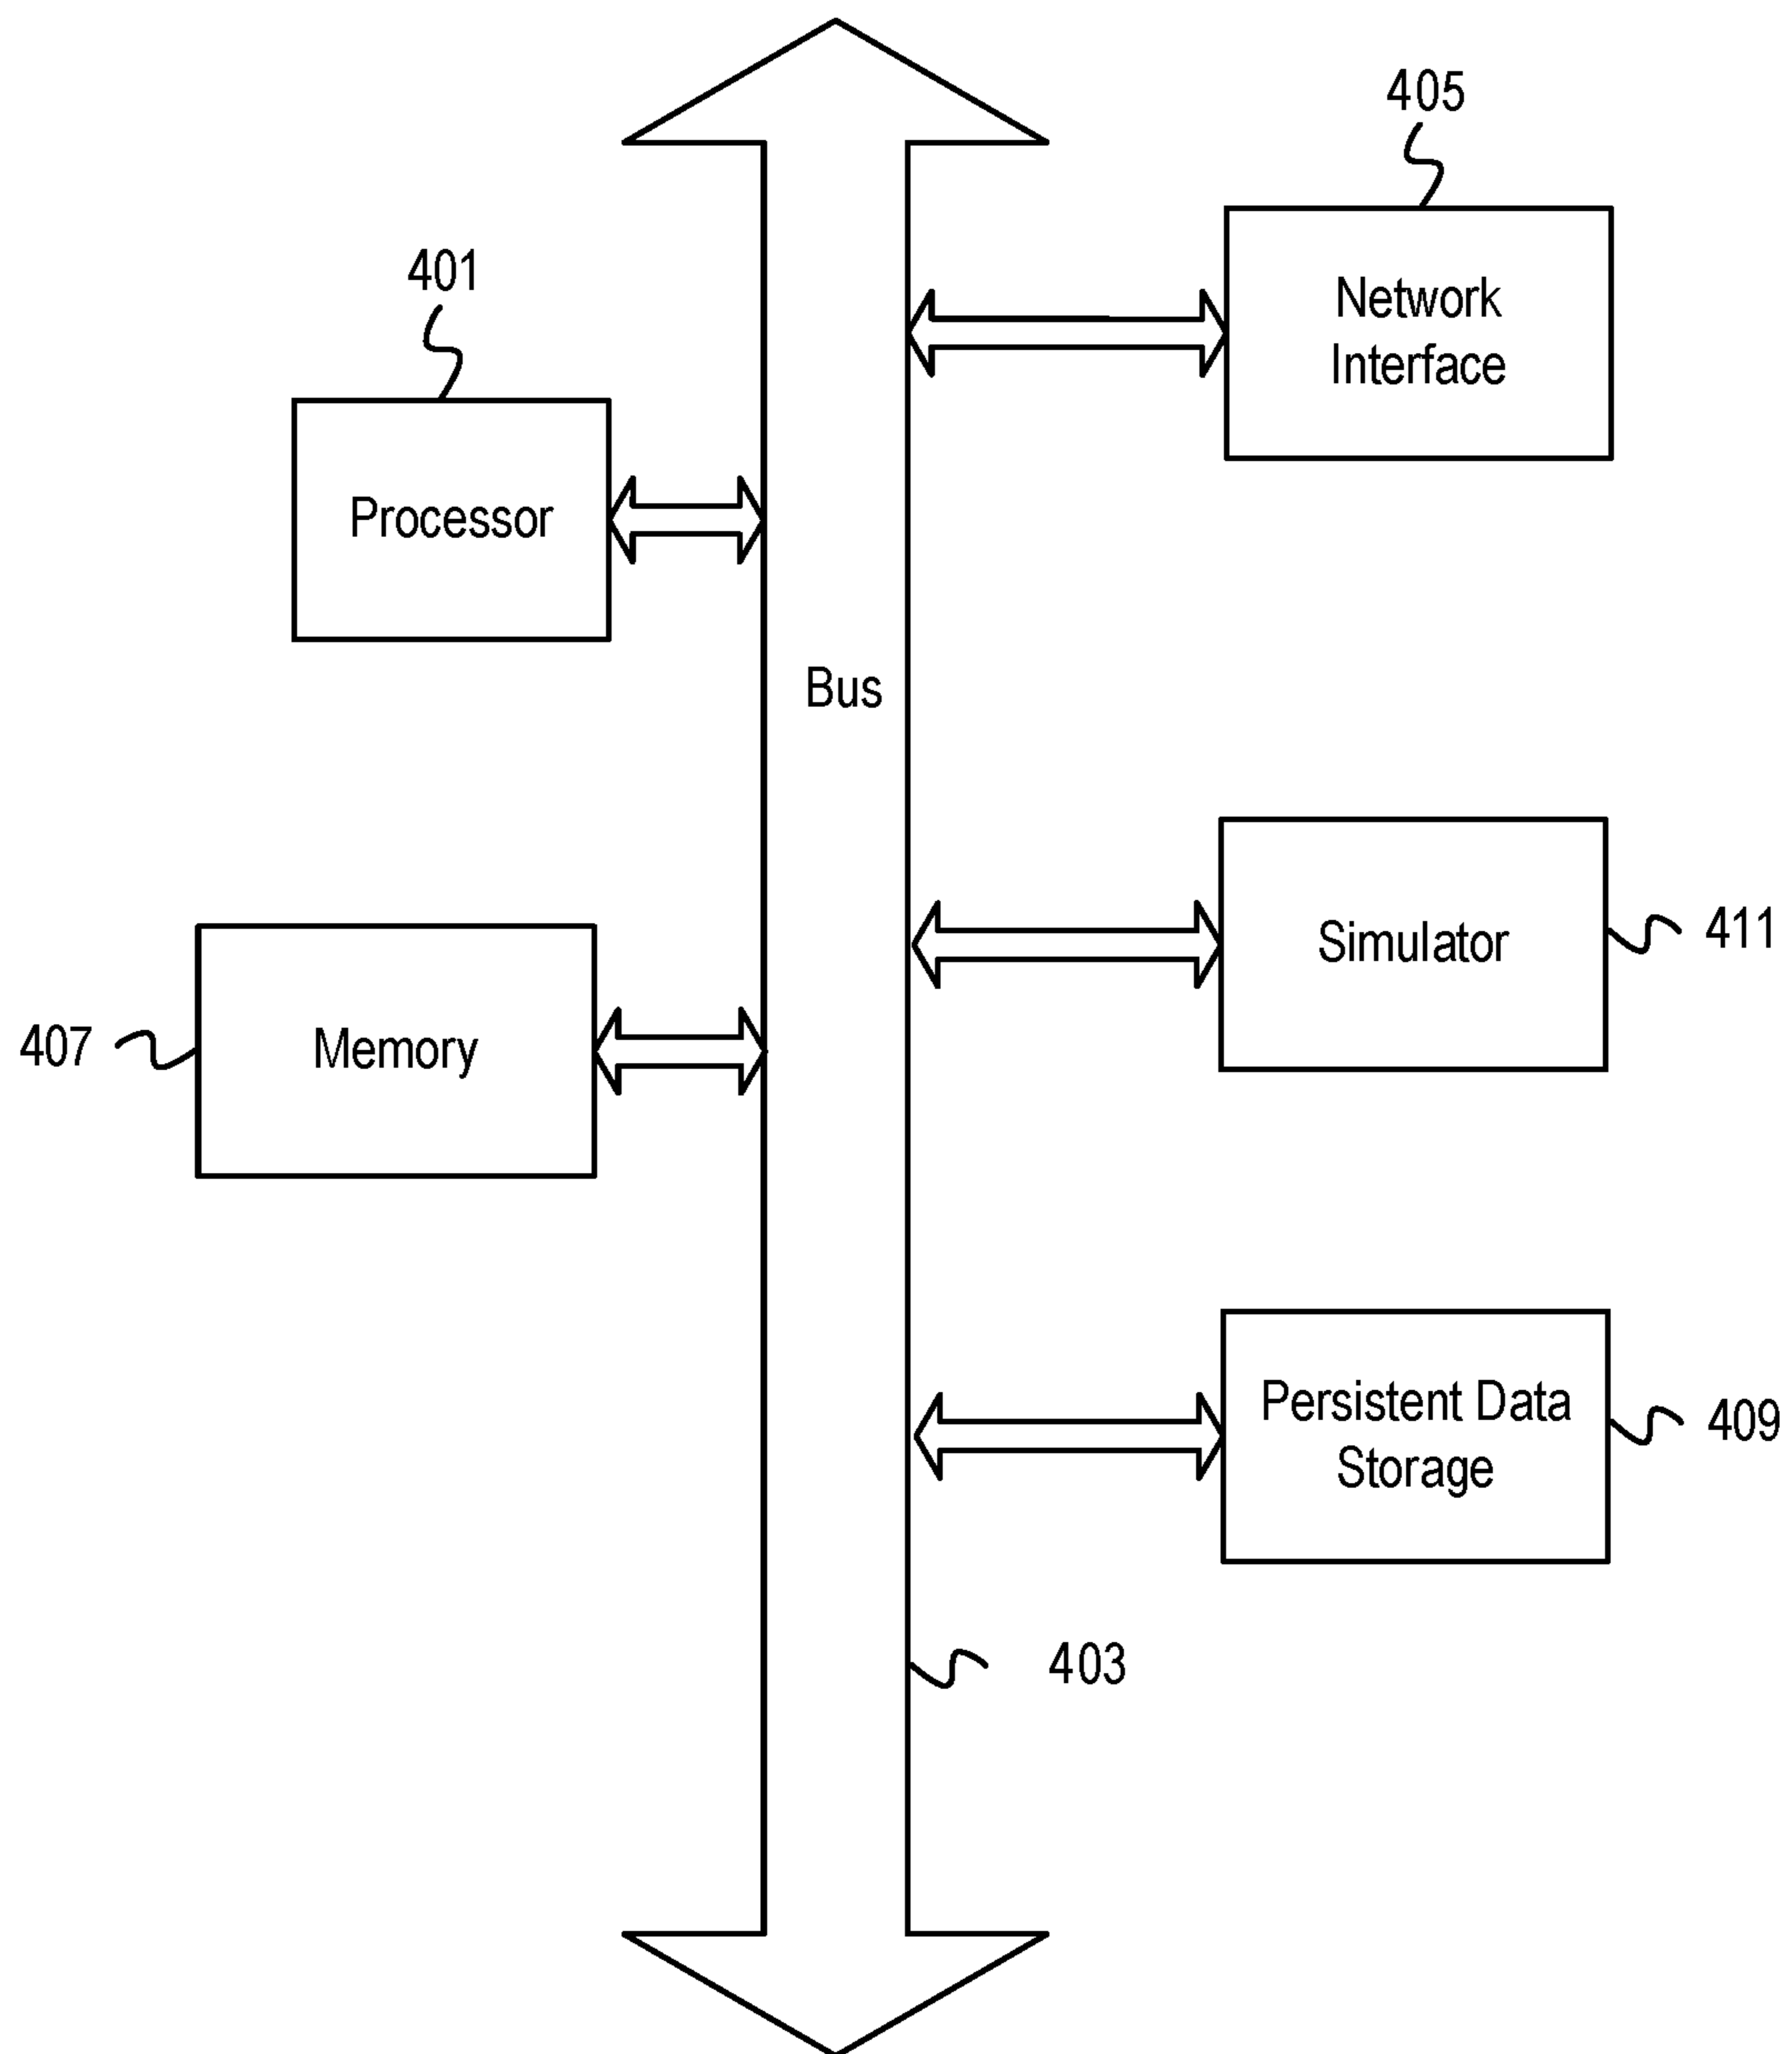 405
401
Network
Interface
Processor
Bus
Simulator
411
407
Memory
Persistent Data
Storage
409
403